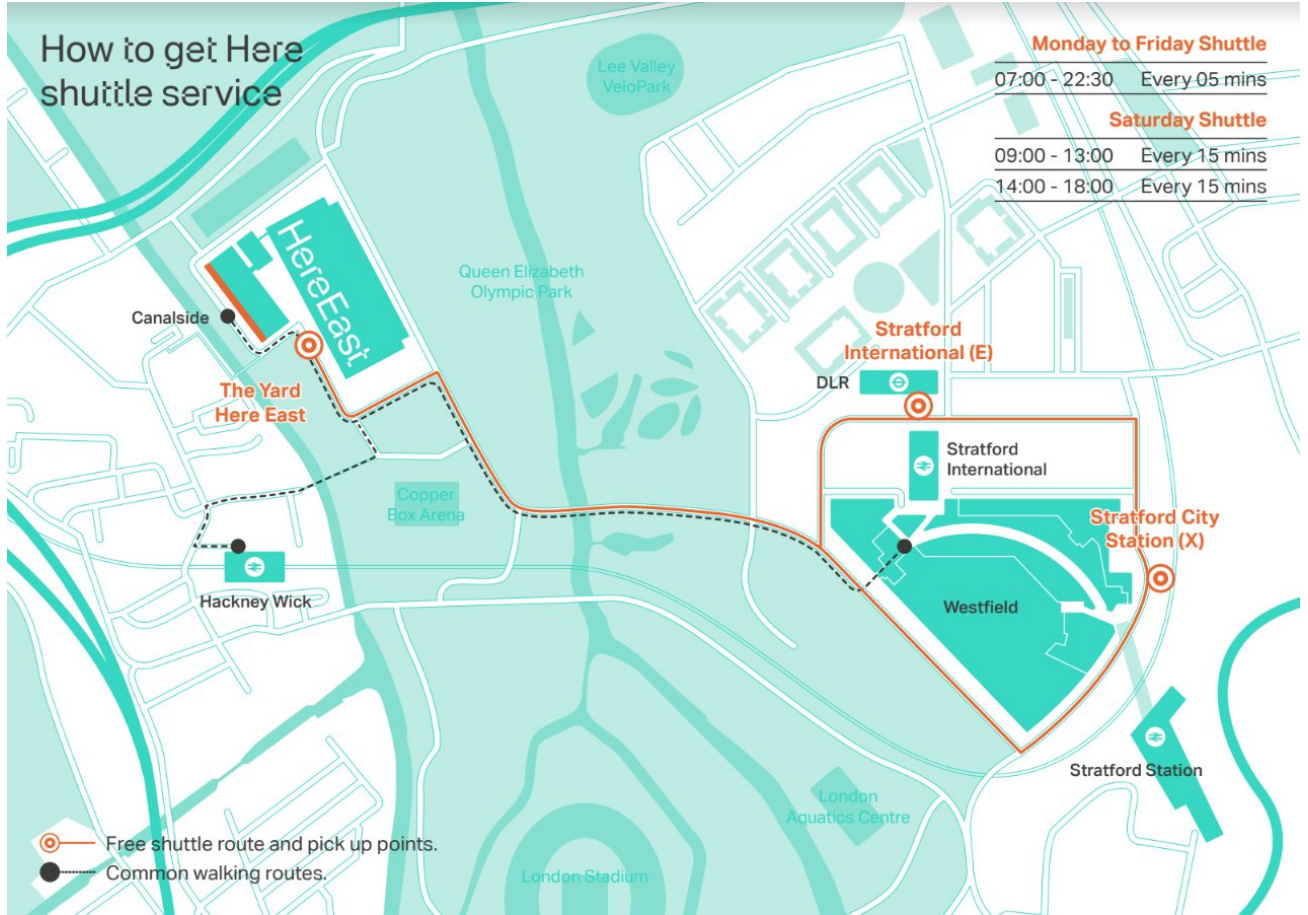 How to get Here
shuttle service
Monday to Friday Shuttle
07:00 - 22:30 Every 05 mins
Saturday Shuttle
09:00 - 13:00 Every 15 mins
14:00 - 18:00 Every 15 mins
Lee Valley
VeloPark
HereEast
Queen Elizabeth
Olympic Park
Canalside
The Yard
Here East
Stratford
International (E)
DLR
Stratford
International
Copper
Box Arena
Stratford City
Station (X)
Hackney Wick
Westfield
Stratford Station
London
Aquatics Centre
London Stadium
Free shuttle route and pick up points.
Common walking routes.